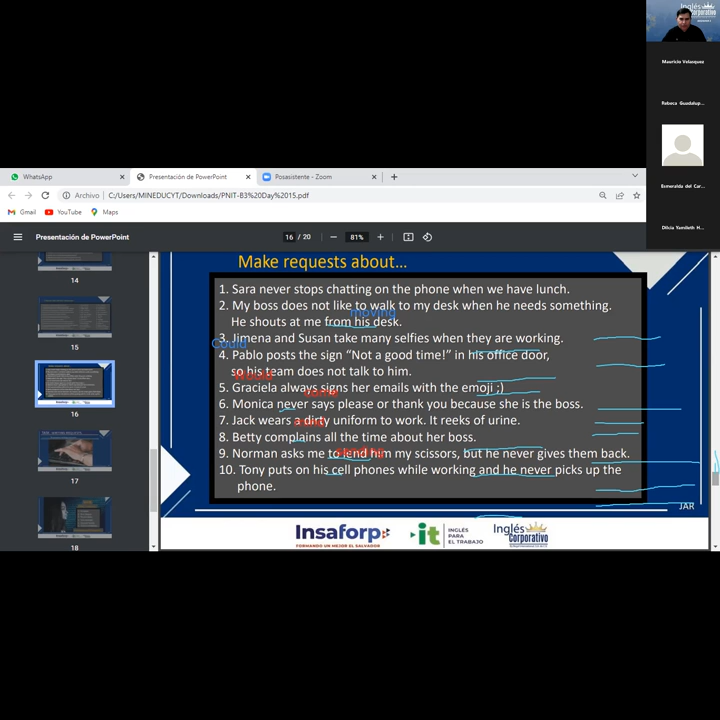 Inglés
Corporativo
Mauricio Velasquez
Rebeca Guadalup...
Esmeralda del Car...
Dilcia Yamileth H...
WhatsApp
Presentación de PowerPoint
Posasistente - Zoom
Archivo
C:/Users/MINEDUCYT/Downloads/PNIT-B3%20Day%2015.pdf
Gmail
YouTube
Maps
Presentación de PowerPoint
16 / 20
81%
14
15
16
17
18
Make requests about...
1. Sara never stops chatting on the phone when we have lunch.
2. My boss does not like to walk to my desk when he needs something.
moving
He shouts at me from his desk.
3. Jimena and Susan take many selfies when they are working.
Could
4. Pablo posts the sign “Not a good time!” in his office door,
so his team does not talk to him.
5. Graciela always signs her emails with the emoji ;)
6. Monica never says please or thank you because she is the boss.
7. Jack wears a dirty uniform to work. It reeks of urine.
8. Betty complains all the time about her boss.
9. Norman asks me to lend him my scissors, but he never gives them back.
10. Tony puts on his cell phones while working and he never picks up the
phone.
JAR
Insaforp
FORMANDO UN MEJOR EL SALVADOR
it
INGLÉS
PARA
EL TRABAJO
Inglés
Corporativo